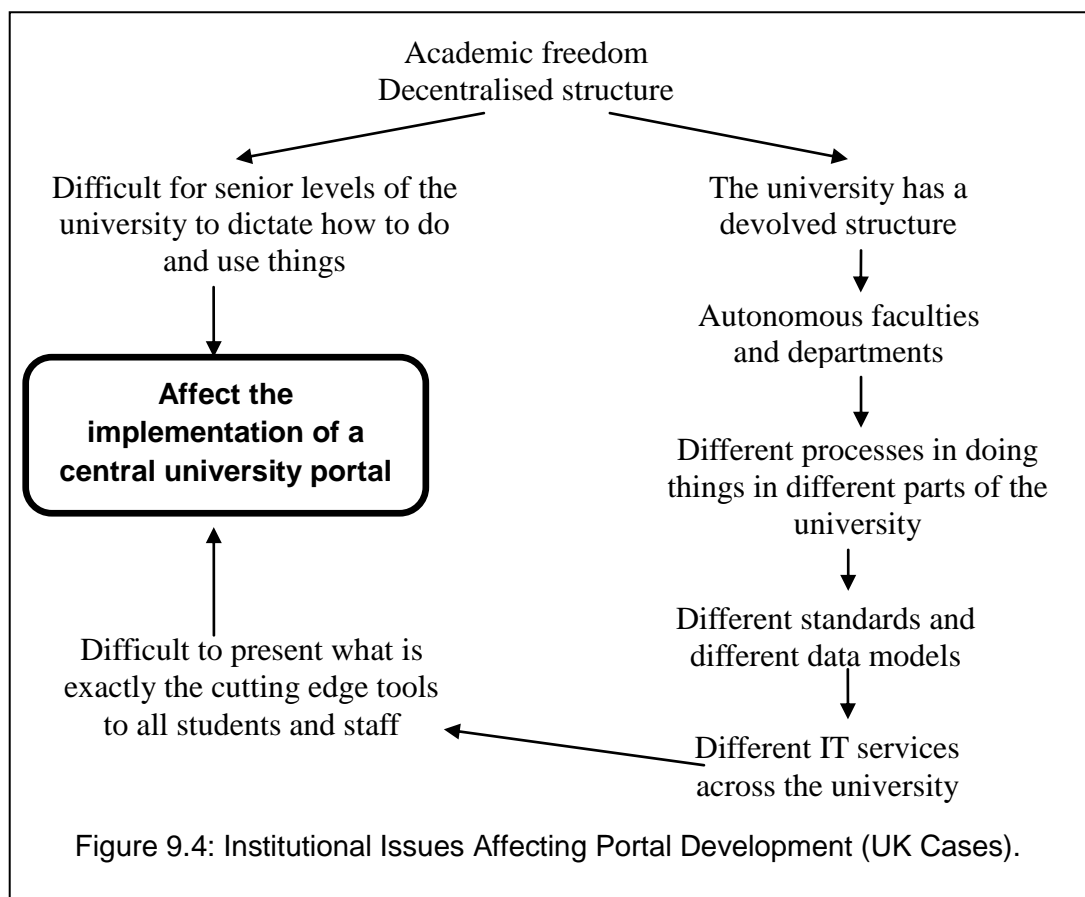 Academic freedom
Decentralised structure
Difficult for senior levels of the
university to dictate how to do
and use things
The university has a
devolved structure
Autonomous faculties
and departments
Affect the
implementation of a
central university portal
Different processes in doing
things in different parts of the
university
Different standards and
different data models
Difficult to present what is
exactly the cutting edge tools
to all students and staff
Different IT services
across the university
Figure 9.4: Institutional Issues Affecting Portal Development (UK Cases).